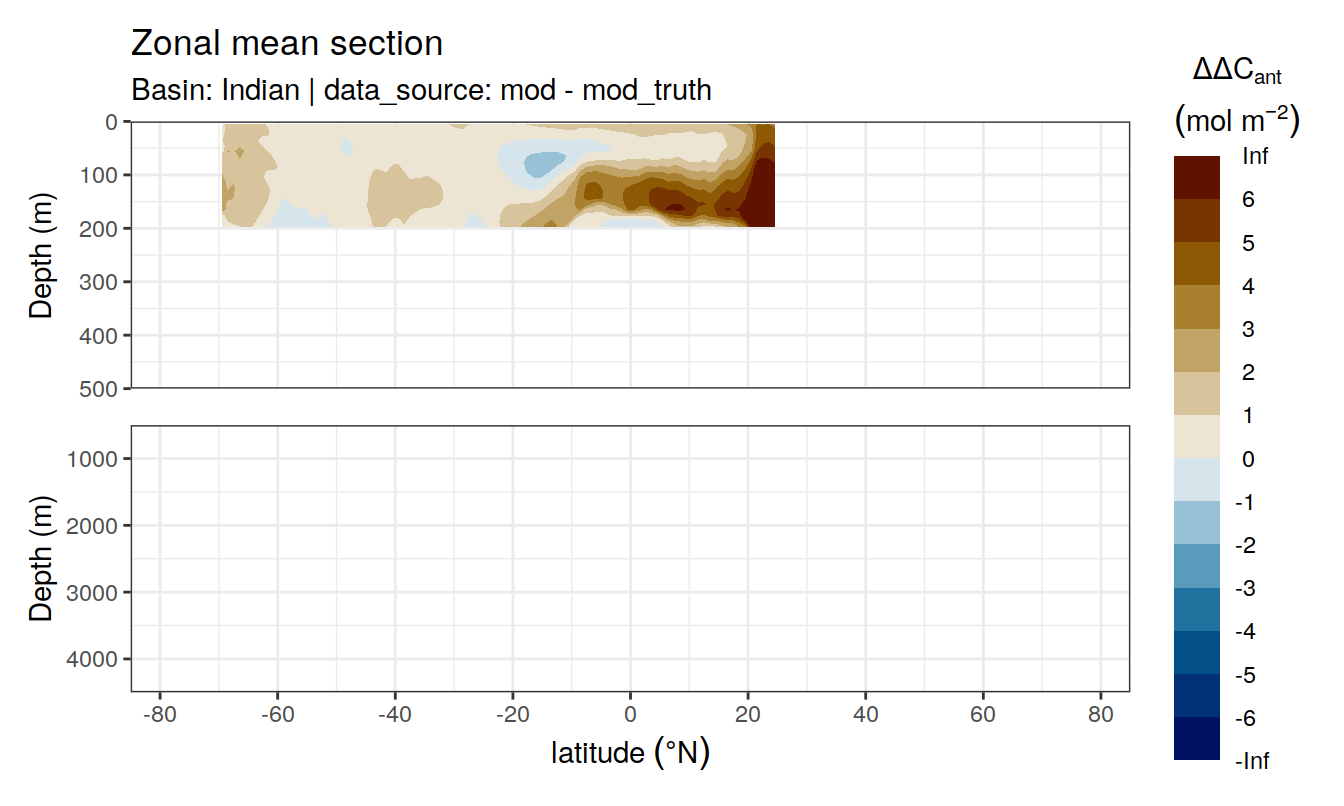 Zonal mean section
Basin: Indian | data_source: mod - mod_truth
ΔΔC_ant
(mol m⁻²)
Inf
6
5
4
3
2
1
0
-1
-2
-3
-4
-5
-6
-Inf
Depth (m)
0
100
200
300
400
500
Depth (m)
1000
2000
3000
4000
-80 -60 -40 -20 0 20 40 60 80
latitude (°N)